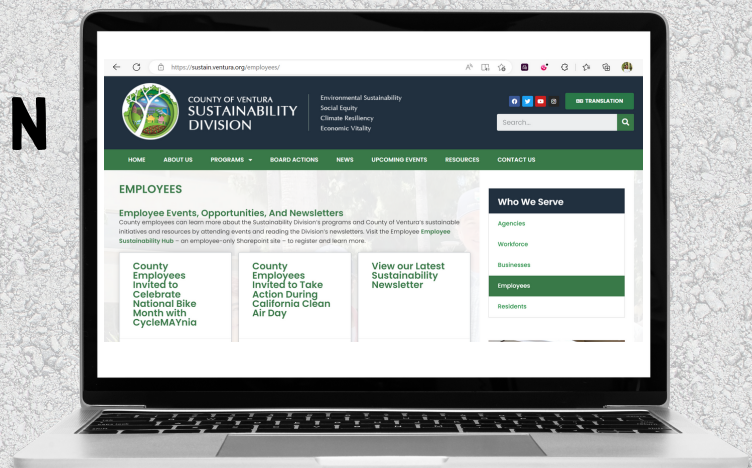 N
https://sustain.ventura.org/employees/
COUNTY OF VENTURA
SUSTAINABILITY
DIVISION
Environmental Sustainability
Social Equity
Climate Resiliency
Economic Vitality
TRANSLATION
Search...
HOME ABOUT US PROGRAMS BOARD ACTIONS NEWS UPCOMING EVENTS RESOURCES CONTACT US
EMPLOYEES
Employee Events, Opportunities, And Newsletters
County employees can learn more about the Sustainability Division's programs and County of Ventura's sustainable
initiatives and resources by attending events and reading the Division's newsletters. Visit the Employee Employee
Sustainability Hub – an employee-only Sharepoint site – to register and learn more.
County
Employees
Invited to
Celebrate
National Bike
Month with
CycleMAYnia
County
Employees
Invited to Take
Action During
California Clean
Air Day
View our Latest
Sustainability
Newsletter
Who We Serve
Agencies
Workforce
Businesses
Employees
Residents